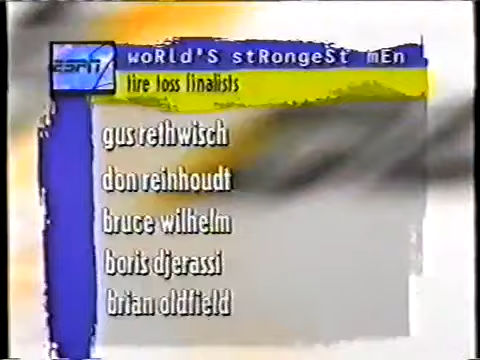 ESPN
woRld'S stRongeSt mEn
tire toss finalists
gus rethwisch
don reinhoudt
bruce wilhelm
boris djerassi
brian oldfield